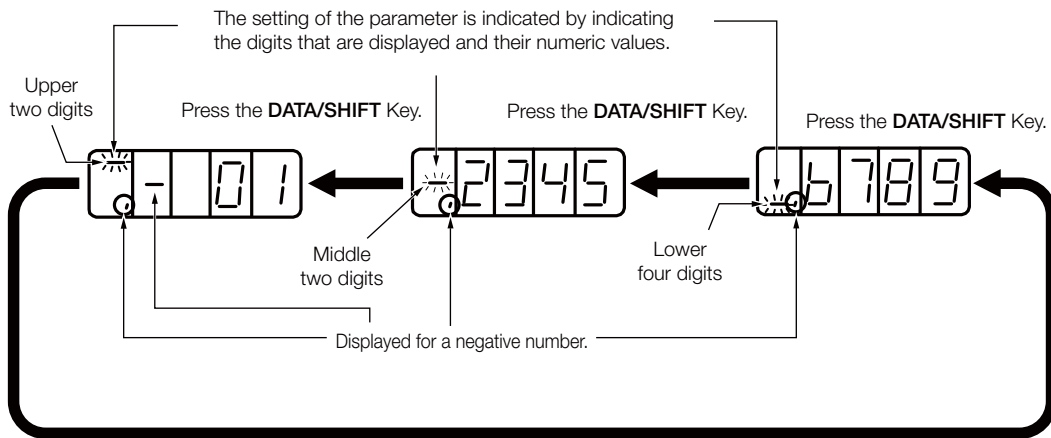 The setting of the parameter is indicated by indicating
the digits that are displayed and their numeric values.
Upper
two digits
Press the DATA/SHIFT Key.
Press the DATA/SHIFT Key.
Press the DATA/SHIFT Key.
- 01
2345
6789
Middle
two digits
Lower
four digits
Displayed for a negative number.